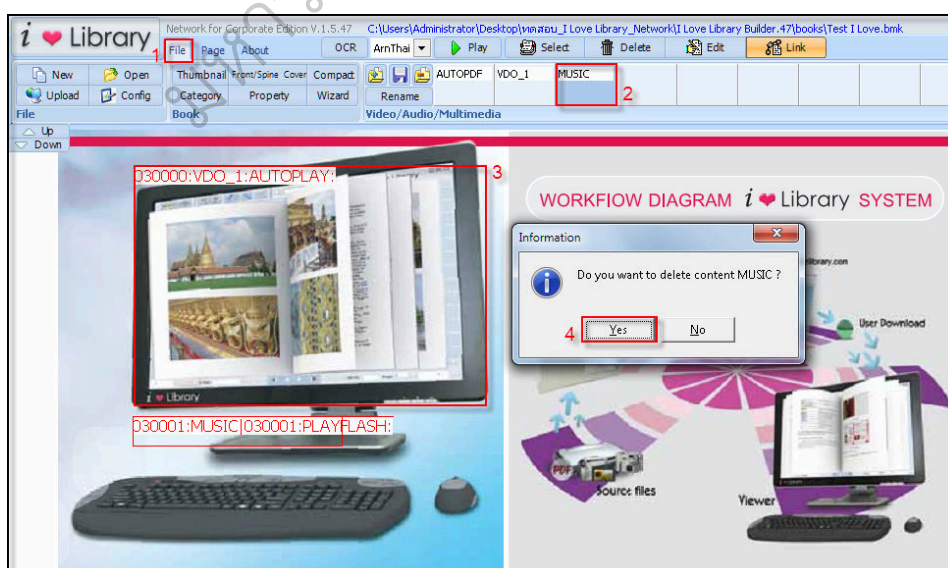 i ❤ Library
Network for Corporate Edition V.1.5.47 C:\Users\Administrator\Desktop\ทดสอบ_I Love Library_Network\I Love Library Builder.47\books\Test I Love.bmk
1 File Page About OCR ArnThai Play Select Delete Edit Link
New Open Thumbnail Front/Spine Cover Compact AUTOPDF VDO_1 MUSIC
Upload Config Category Property Wizard Rename 2
File Book Video/Audio/Multimedia
Up
Down
030000:VDO_1:AUTOPLAY: 3
WORKFlOW DIAGRAM i ❤ Library SYSTEM
Information
Do you want to delete content MUSIC ?
4 Yes No
User Download
i ❤ Library
030001:MUSIC|030001:PLAYFLASH:
PDF
Source files
Viewer